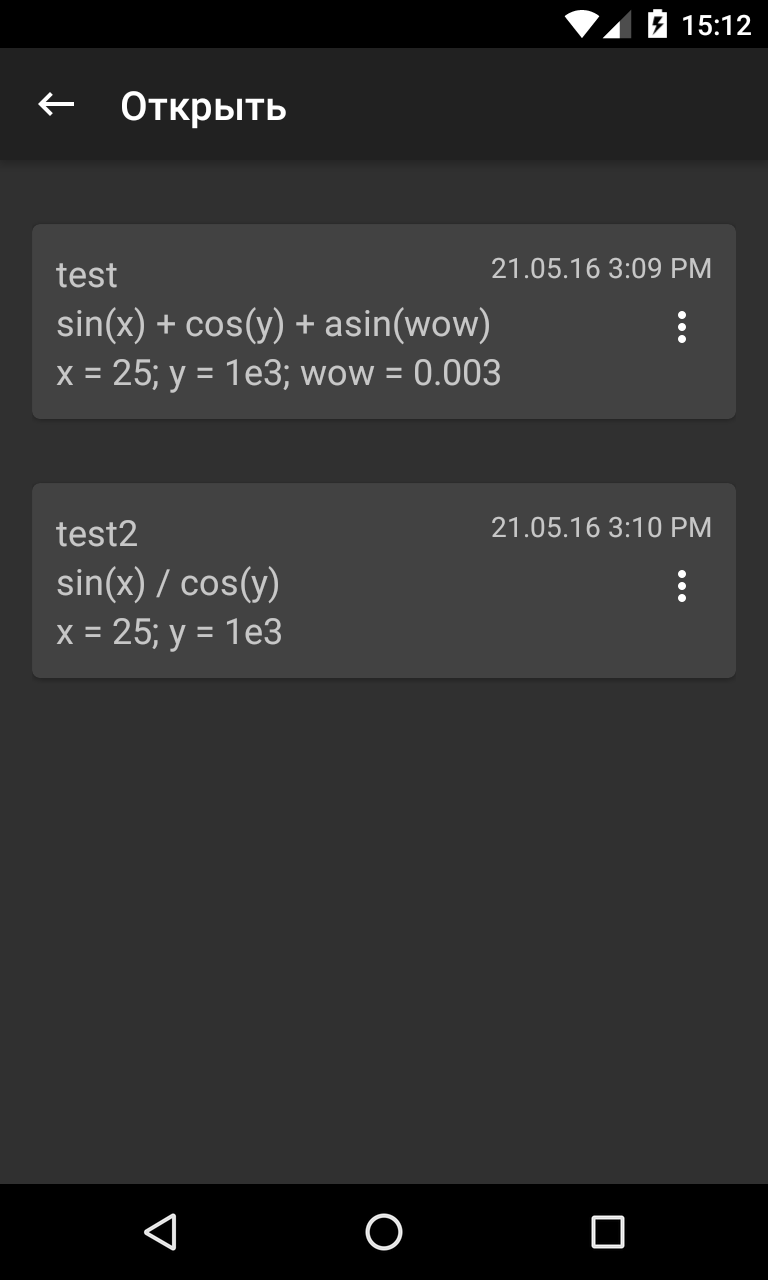 15:12
Открыть
test
21.05.16 3:09 PM
sin(x) + cos(y) + asin(wow)
x = 25; y = 1e3; wow = 0.003
test2
21.05.16 3:10 PM
sin(x) / cos(y)
x = 25; y = 1e3